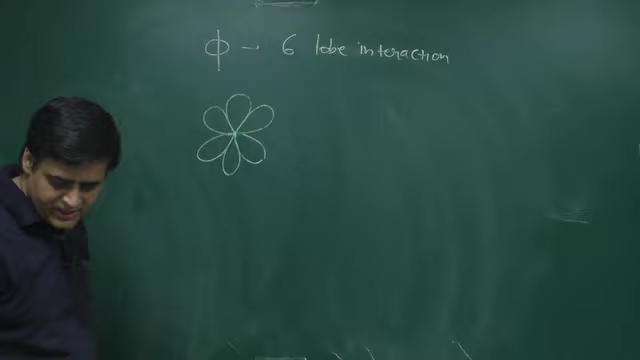 ϕ - 6 lobe interaction